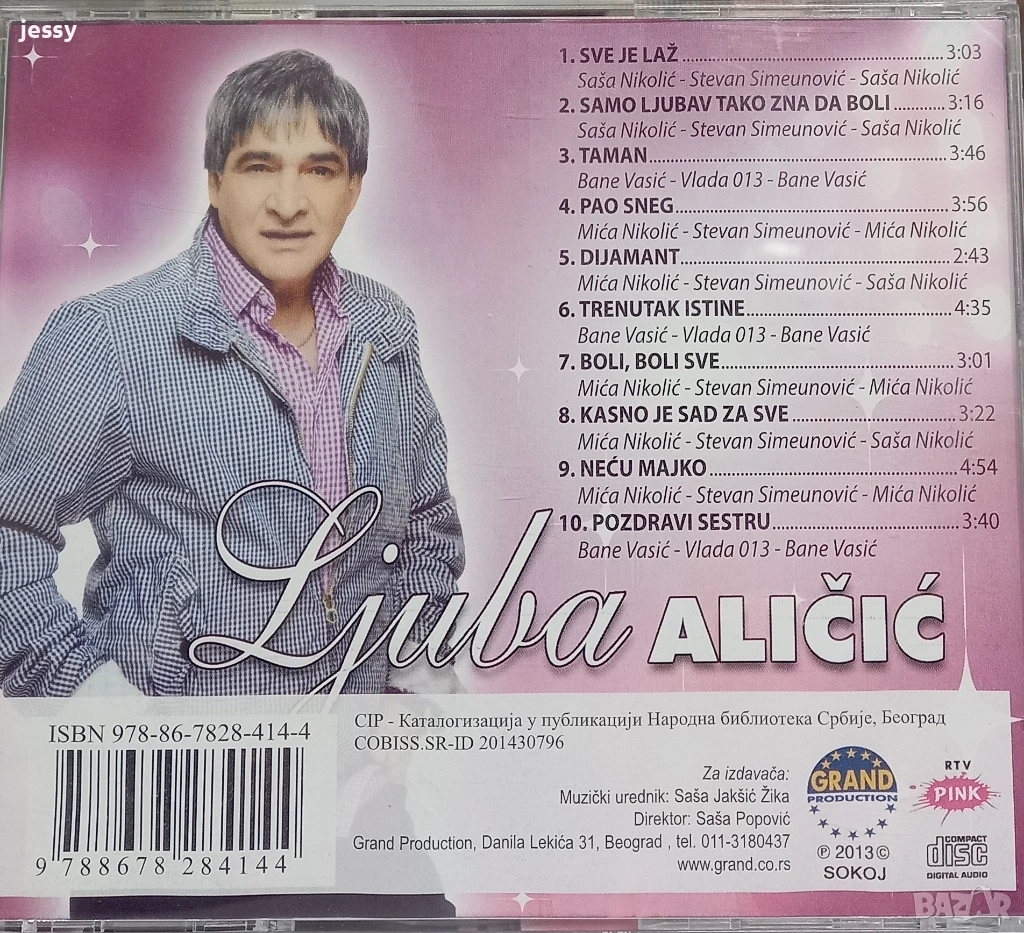 jessy
1. SVE JE LAŽ ........ 3:03
Saša Nikolić - Stevan Simeunović - Saša Nikolić
2. SAMO LJUBAV TAKO ZNA DA BOLI ........ 3:16
Saša Nikolić - Stevan Simeunović - Saša Nikolić
3. TAMAN ........ 3:46
Bane Vasić - Vlada 013 - Bane Vasić
4. PAO SNEG ........ 3:56
Mića Nikolić - Stevan Simeunović - Mića Nikolić
5. DIJAMANT ........ 2:43
Mića Nikolić - Stevan Simeunović - Saša Nikolić
6. TRENUTAK ISTINE ........ 4:35
Bane Vasić - Vlada 013 - Bane Vasić
7. BOLI, BOLI SVE ........ 3:01
Mića Nikolić - Stevan Simeunović - Mića Nikolić
8. KASNO JE SAD ZA SVE ........ 3:22
Mića Nikolić - Stevan Simeunović - Saša Nikolić
9. NEĆU MAJKO ........ 4:54
Mića Nikolić - Stevan Simeunović - Mića Nikolić
10. POZDRAVI SESTRU ........ 3:40
Bane Vasić - Vlada 013 - Bane Vasić
Ljuba ALIČIĆ
ISBN 978-86-7828-414-4
9 788678 284144
CIP - Каталогизација у публикацији Народна библиотека Србије, Београд
COBISS.SR-ID 201430796
Za izdavača:
Muzički urednik: Saša Jakšić Žika
Direktor: Saša Popović
Grand Production, Danila Lekića 31, Beograd , tel. 011-3180437
www.grand.co.rs
GRAND
PRODUCTION
℗ 2013 ©
SOKOJ
RTV
PINK
COMPACT
disc
DIGITAL AUDIO
BAZAR